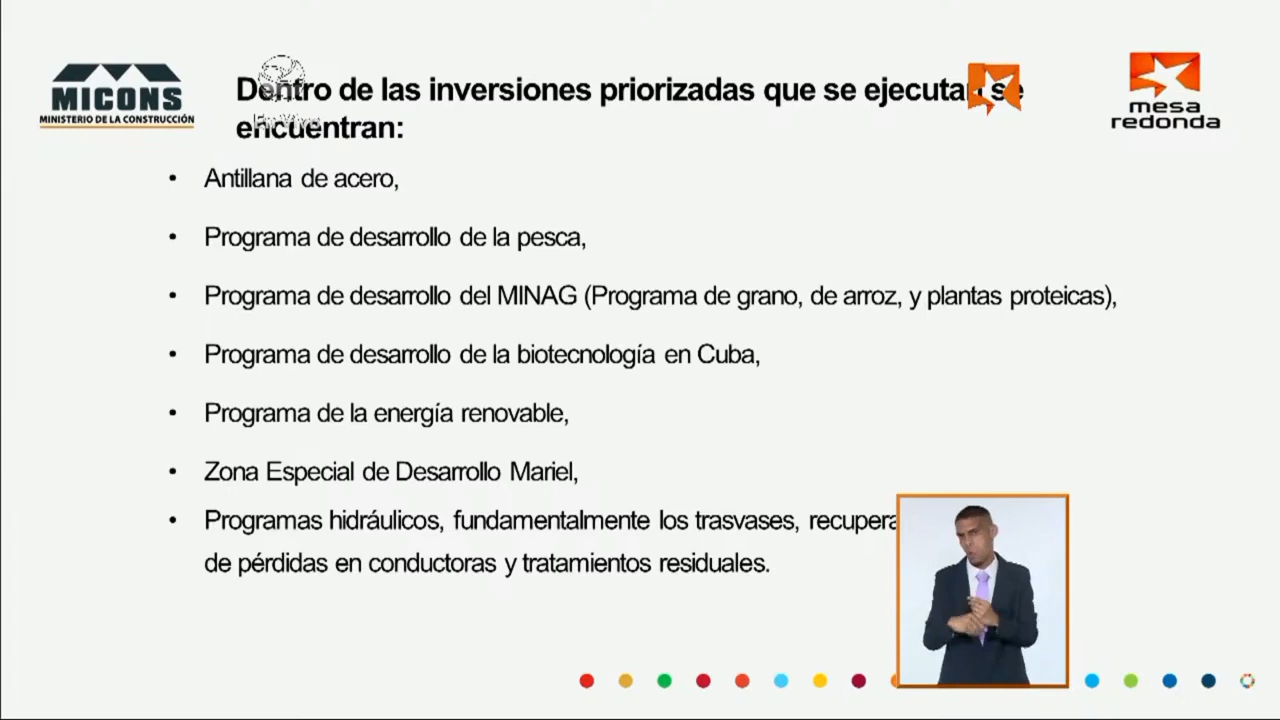 MICONS
MINISTERIO DE LA CONSTRUCCIÓN
Dentro de las inversiones priorizadas que se ejecutan se
encuentran:
En Vivo
mesa
redonda
• Antillana de acero,
• Programa de desarrollo de la pesca,
• Programa de desarrollo del MINAG (Programa de grano, de arroz, y plantas proteicas),
• Programa de desarrollo de la biotecnología en Cuba,
• Programa de la energía renovable,
• Zona Especial de Desarrollo Mariel,
• Programas hidráulicos, fundamentalmente los trasvases,
de pérdidas en conductoras y tratamientos residuales.